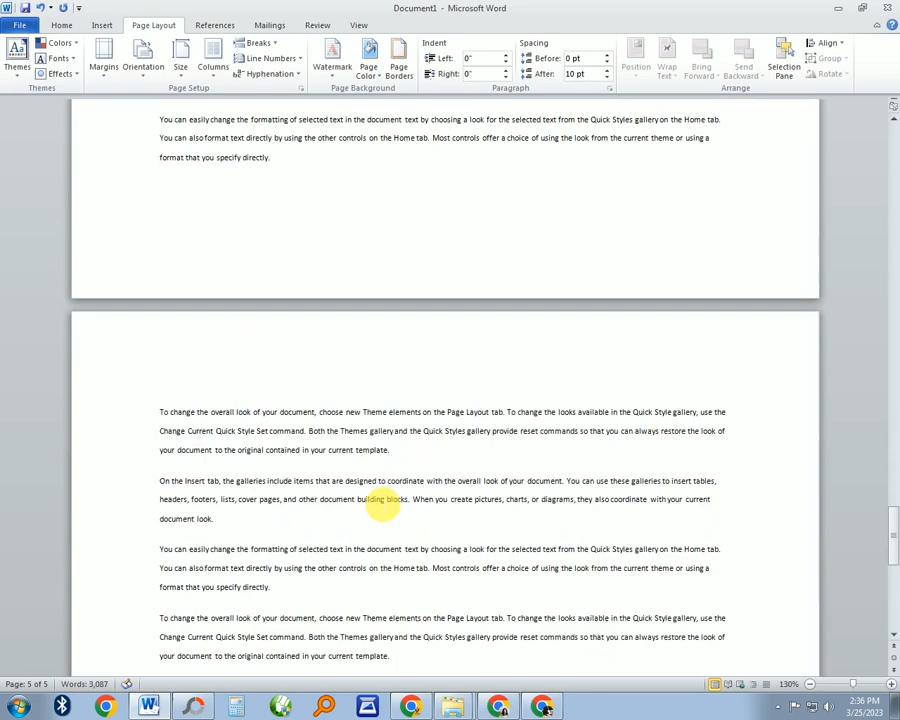 Document1 - Microsoft Word
File Home Insert Page Layout References Mailings Review View
Themes Colors Fonts Effects Themes
Margins Orientation Size Columns Breaks Line Numbers Hyphenation Page Setup
Watermark Page Color Page Borders Page Background
Indent Left: 0" Right: 0" Spacing Before: 0 pt After: 10 pt Paragraph
Position Wrap Text Bring Forward Send Backward Selection Pane Align Group Rotate Arrange
You can easily change the formatting of selected text in the document text by choosing a look for the selected text from the Quick Styles gallery on the Home tab.
You can also format text directly by using the other controls on the Home tab. Most controls offer a choice of using the look from the current theme or using a
format that you specify directly.
To change the overall look of your document, choose new Theme elements on the Page Layout tab. To change the looks available in the Quick Style gallery, use the
Change Current Quick Style Set command. Both the Themes gallery and the Quick Styles gallery provide reset commands so that you can always restore the look of
your document to the original contained in your current template.
On the Insert tab, the galleries include items that are designed to coordinate with the overall look of your document. You can use these galleries to insert tables,
headers, footers, lists, cover pages, and other document building blocks. When you create pictures, charts, or diagrams, they also coordinate with your current
document look.
You can easily change the formatting of selected text in the document text by choosing a look for the selected text from the Quick Styles gallery on the Home tab.
You can also format text directly by using the other controls on the Home tab. Most controls offer a choice of using the look from the current theme or using a
format that you specify directly.
To change the overall look of your document, choose new Theme elements on the Page Layout tab. To change the looks available in the Quick Style gallery, use the
Change Current Quick Style Set command. Both the Themes gallery and the Quick Styles gallery provide reset commands so that you can always restore the look of
your document to the original contained in your current template.
Page: 5 of 5 Words: 3,087 130%
2:36 PM
3/25/2023